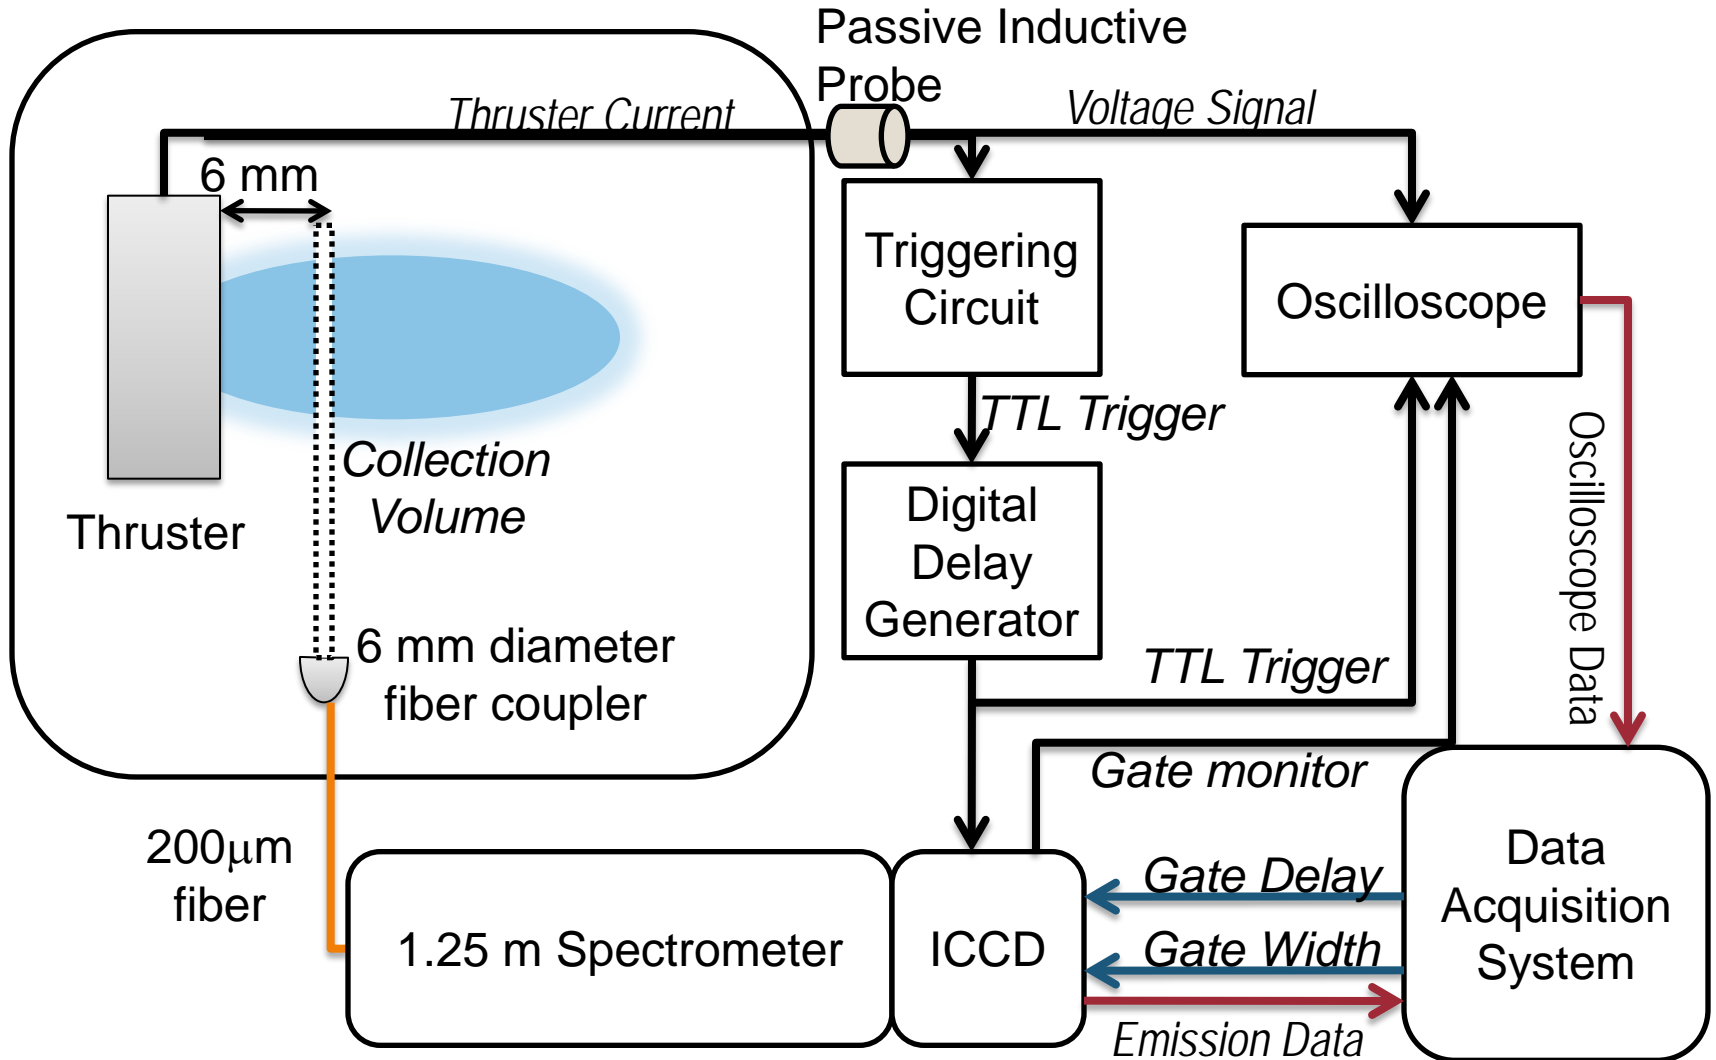 Passive Inductive
Probe
Thruster Current
Voltage Signal
6 mm
Triggering
Circuit
Oscilloscope
TTL Trigger
Collection
Volume
Thruster
Digital
Delay
Generator
Oscilloscope Data
6 mm diameter
fiber coupler
TTL Trigger
Gate monitor
200μm
fiber
1.25 m Spectrometer
ICCD
Gate Delay
Gate Width
Emission Data
Data
Acquisition
System